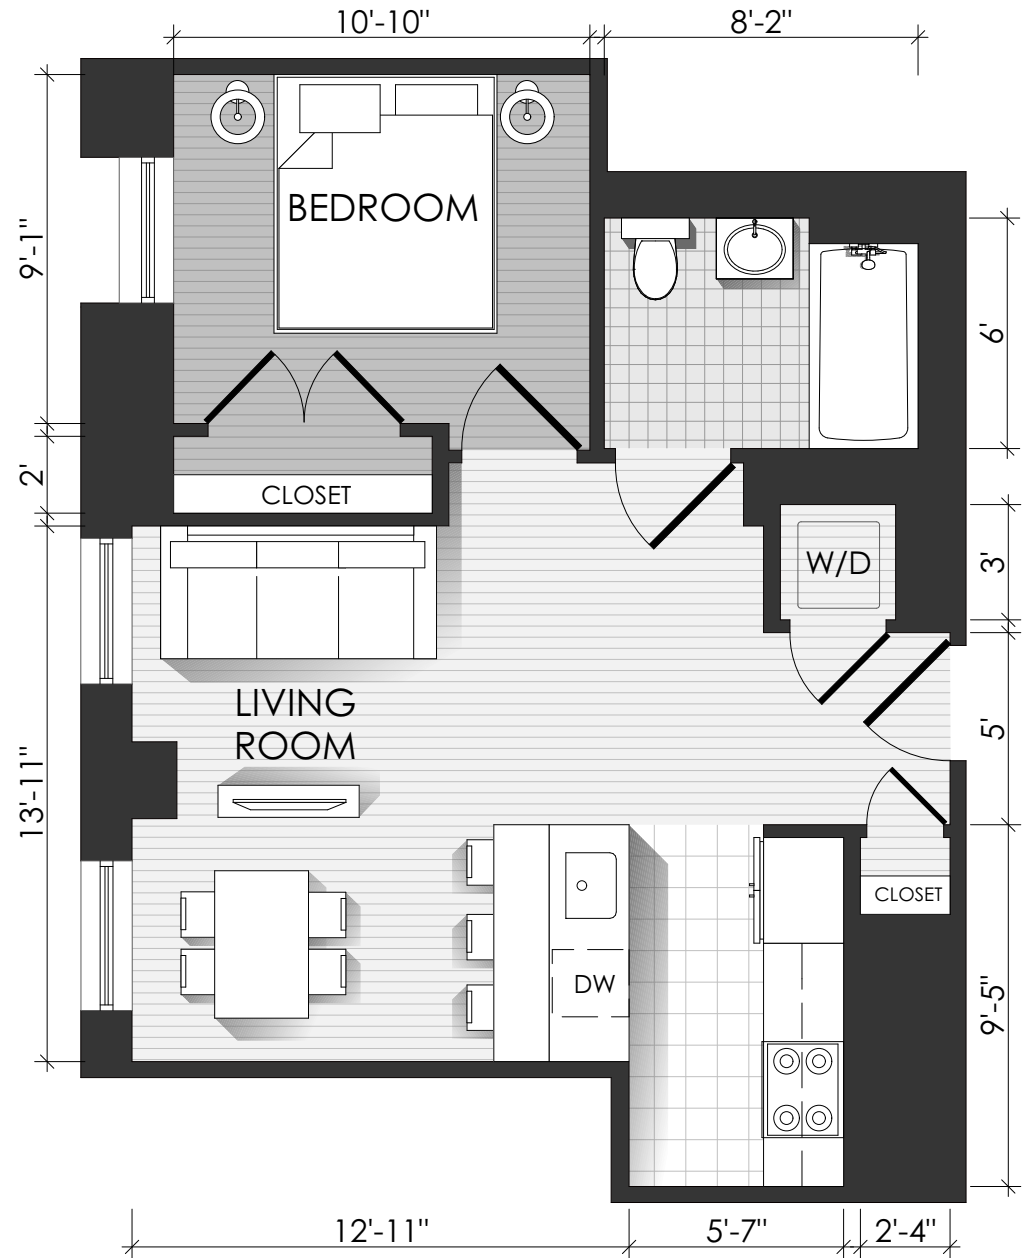 10'-10"
8'-2"
9'-1"
BEDROOM
6'
2'
CLOSET
W/D
3'
LIVING
ROOM
5'
13'-11"
CLOSET
DW
9'-5"
12'-11"
5'-7"
2'-4"